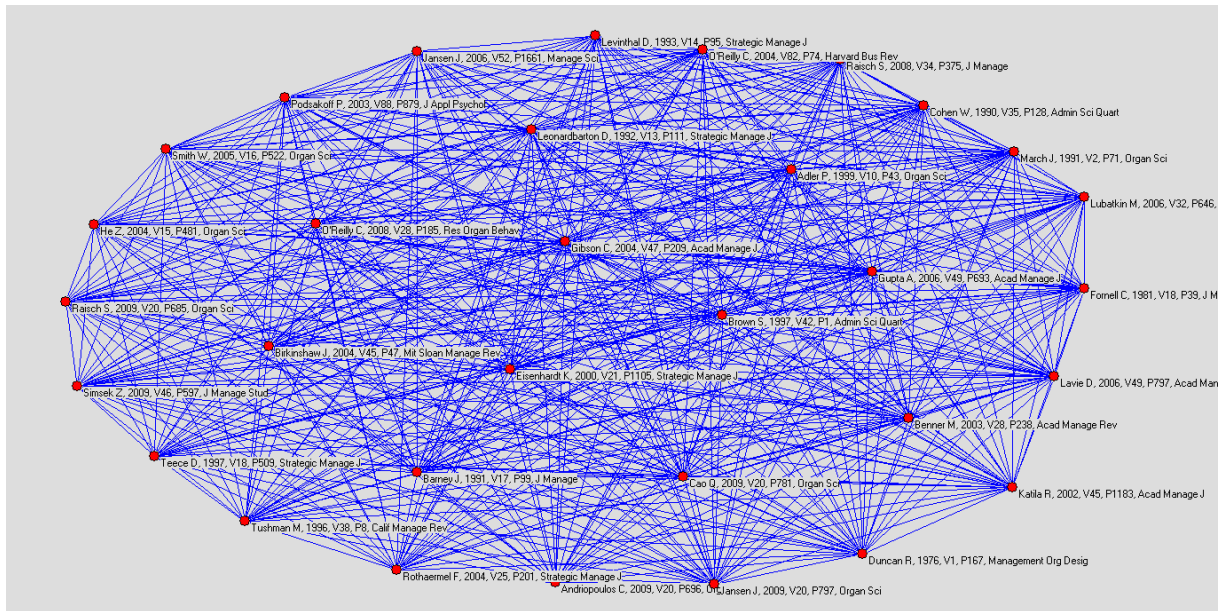 Levinthal D, 1993, V14, P95, Strategic Manage J
Jansen J, 2006, V52, P1661, Manage Sci
O'Reilly C, 2004, V82, P74, Harvard Bus Rev
Raisch S, 2008, V34, P375, J Manage
Podsakoff P, 2003, V88, P879, J Appl Psychol
Cohen W, 1990, V35, P128, Admin Sci Quart
Leonardbarton D, 1992, V13, P111, Strategic Manage J
Smith W, 2005, V16, P522, Organ Sci
March J, 1991, V2, P71, Organ Sci
Adler P, 1999, V10, P43, Organ Sci
Lubatkin M, 2006, V32, P646,
He Z, 2004, V15, P481, Organ Sci
O'Reilly C, 2008, V28, P185, Res Organ Behav
Gibson C, 2004, V47, P209, Acad Manage J
Gupta A, 2006, V49, P693, Acad Manage J
Fornell C, 1981, V18, P39, J M
Raisch S, 2009, V20, P685, Organ Sci
Brown S, 1997, V42, P1, Admin Sci Quart
Birkinshaw J, 2004, V45, P47, Mit Sloan Manage Rev
Eisenhardt K, 2000, V21, P1105, Strategic Manage J
Lavie D, 2006, V49, P797, Acad Man
Simsek Z, 2009, V46, P597, J Manage Stud
Benner M, 2003, V28, P238, Acad Manage Rev
Teece D, 1997, V18, P509, Strategic Manage J
Barney J, 1991, V17, P99, J Manage
Cao Q, 2009, V20, P781, Organ Sci
Katila R, 2002, V45, P1183, Acad Manage J
Tushman M, 1996, V38, P8, Calif Manage Rev
Duncan R, 1976, V1, P167, Management Org Desig
Rothaermel F, 2004, V25, P201, Strategic Manage J
Andriopoulos C, 2009, V20, P696,
Jansen J, 2009, V20, P797, Organ Sci